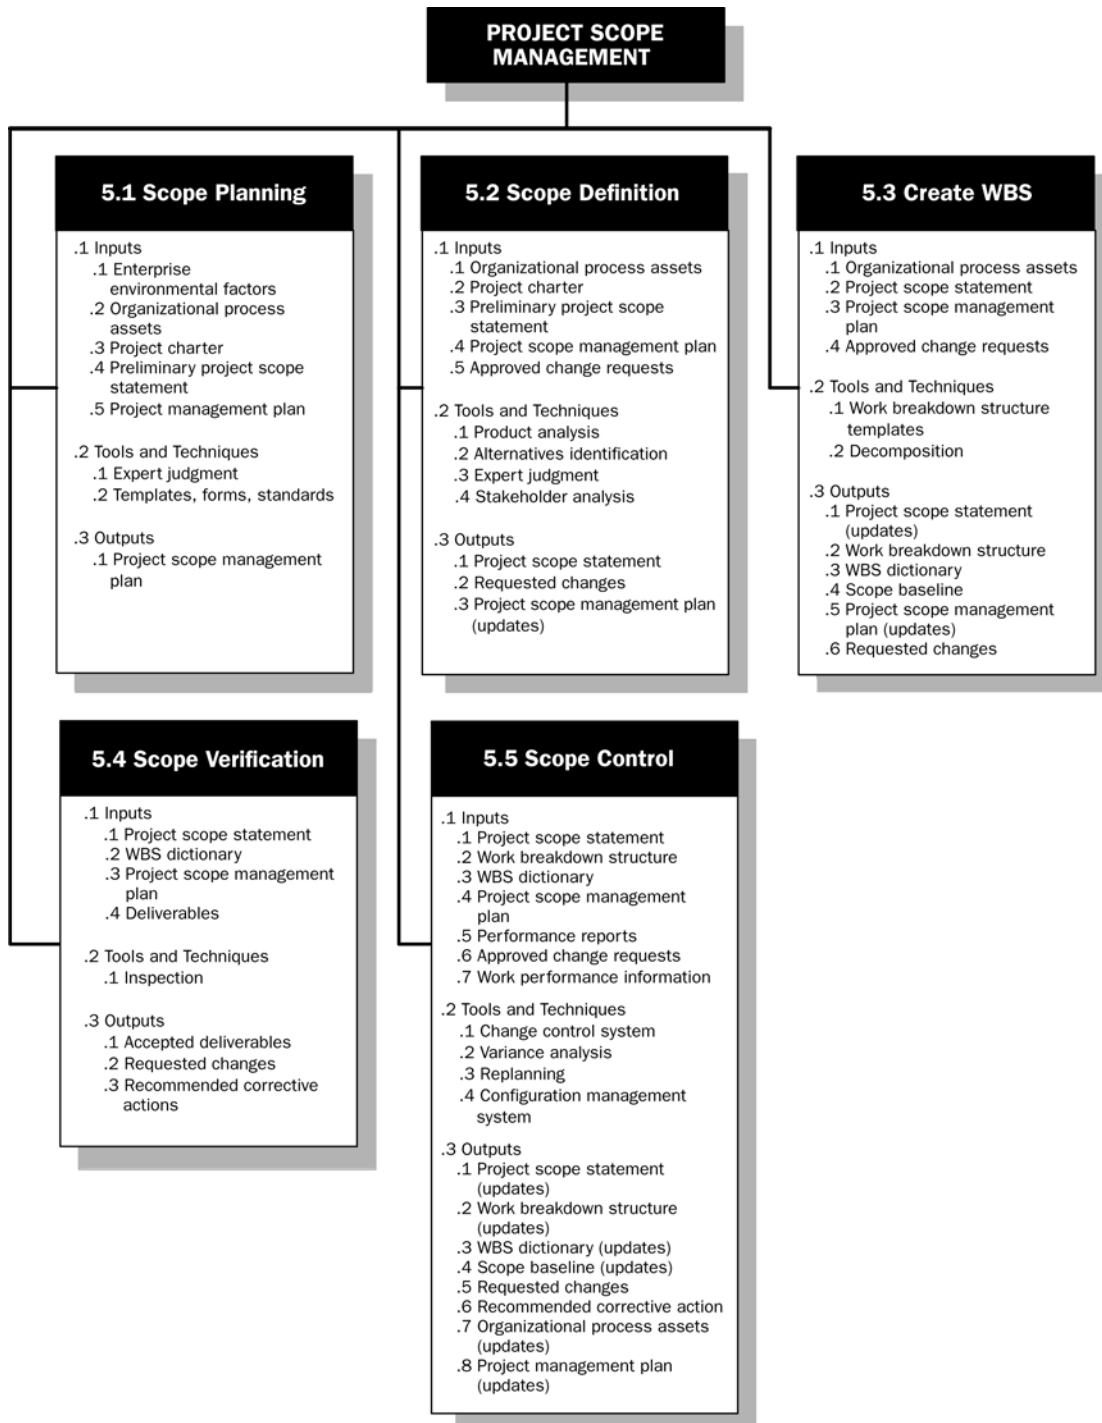 PROJECT SCOPE
MANAGEMENT
5.1 Scope Planning
.1 Inputs
.1 Enterprise
environmental factors
.2 Organizational process
assets
.3 Project charter
.4 Preliminary project scope
statement
.5 Project management plan
.2 Tools and Techniques
.1 Expert judgment
.2 Templates, forms, standards
.3 Outputs
.1 Project scope management
plan
5.2 Scope Definition
.1 Inputs
.1 Organizational process assets
.2 Project charter
.3 Preliminary project scope
statement
.4 Project scope management plan
.5 Approved change requests
.2 Tools and Techniques
.1 Product analysis
.2 Alternatives identification
.3 Expert judgment
.4 Stakeholder analysis
.3 Outputs
.1 Project scope statement
.2 Requested changes
.3 Project scope management plan
(updates)
5.3 Create WBS
.1 Inputs
.1 Organizational process assets
.2 Project scope statement
.3 Project scope management
plan
.4 Approved change requests
.2 Tools and Techniques
.1 Work breakdown structure
templates
.2 Decomposition
.3 Outputs
.1 Project scope statement
(updates)
.2 Work breakdown structure
.3 WBS dictionary
.4 Scope baseline
.5 Project scope management
plan (updates)
.6 Requested changes
5.4 Scope Verification
.1 Inputs
.1 Project scope statement
.2 WBS dictionary
.3 Project scope management
plan
.4 Deliverables
.2 Tools and Techniques
.1 Inspection
.3 Outputs
.1 Accepted deliverables
.2 Requested changes
.3 Recommended corrective
actions
5.5 Scope Control
.1 Inputs
.1 Project scope statement
.2 Work breakdown structure
.3 WBS dictionary
.4 Project scope management
plan
.5 Performance reports
.6 Approved change requests
.7 Work performance information
.2 Tools and Techniques
.1 Change control system
.2 Variance analysis
.3 Replanning
.4 Configuration management
system
.3 Outputs
.1 Project scope statement
(updates)
.2 Work breakdown structure
(updates)
.3 WBS dictionary (updates)
.4 Scope baseline (updates)
.5 Requested changes
.6 Recommended corrective action
.7 Organizational process assets
(updates)
.8 Project management plan
(updates)